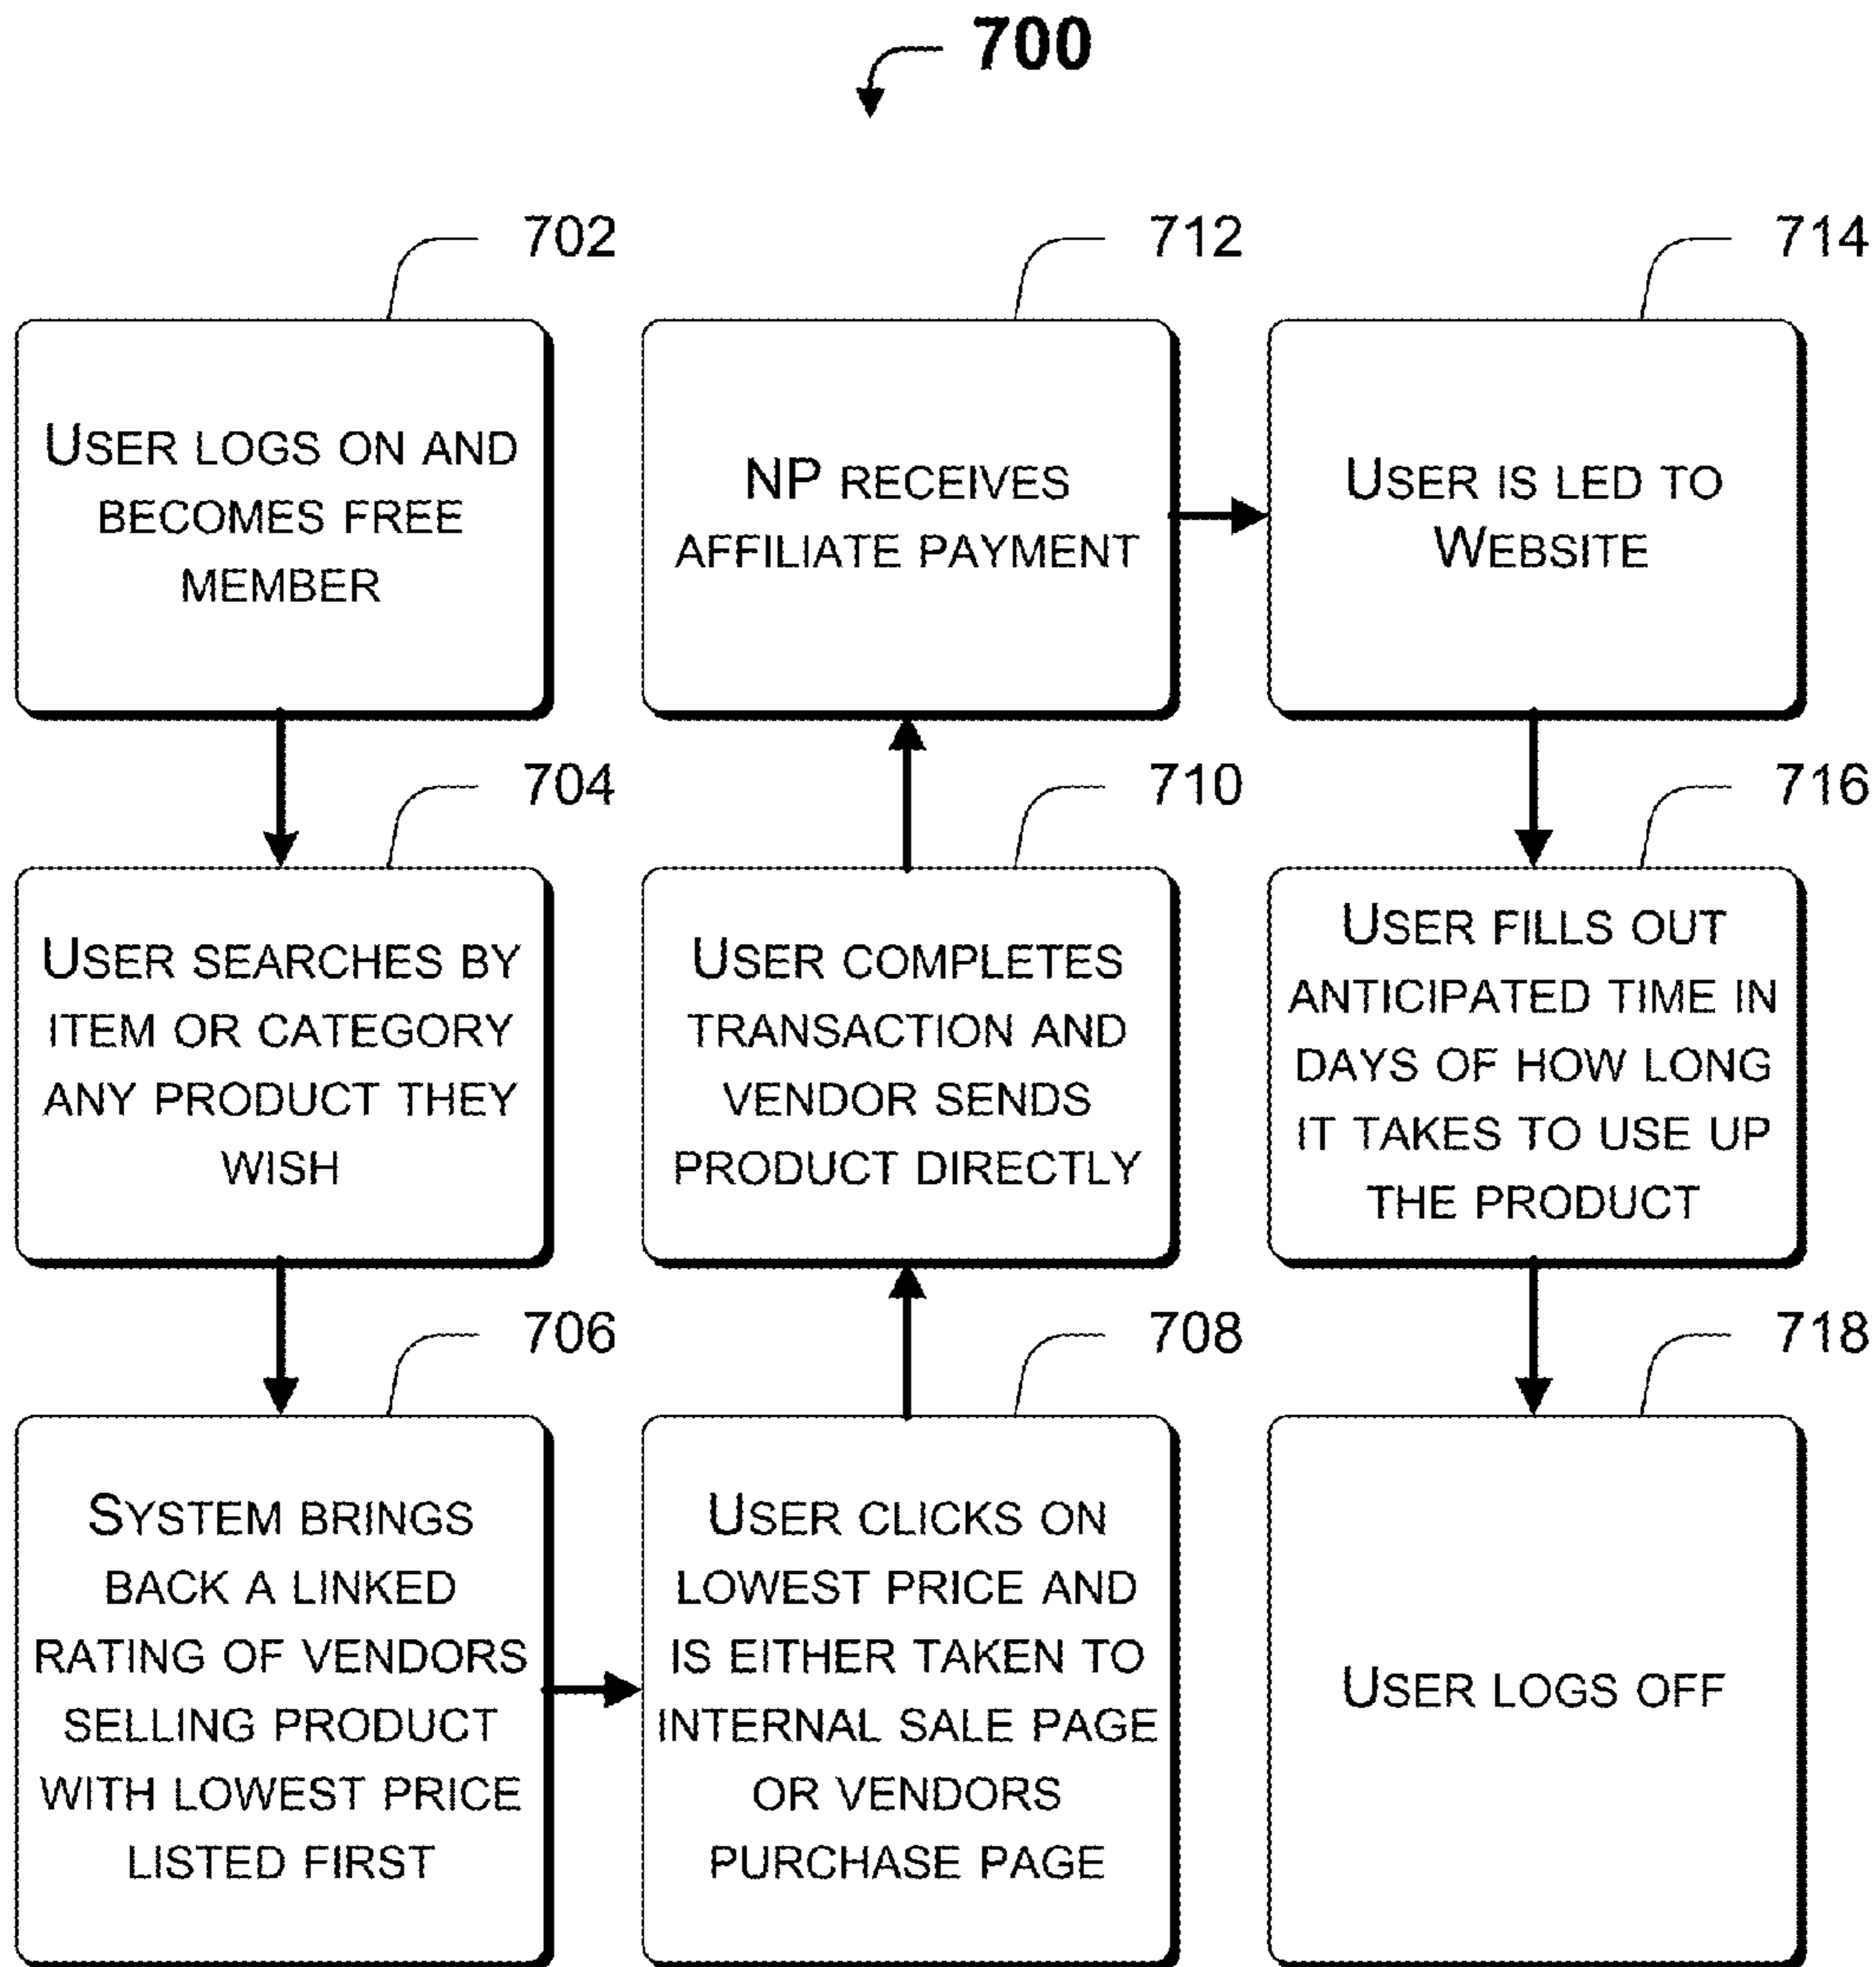 700
702
USER LOGS ON AND
BECOMES FREE
MEMBER
704
USER SEARCHES BY
ITEM OR CATEGORY
ANY PRODUCT THEY
WISH
706
SYSTEM BRINGS
BACK A LINKED
RATING OF VENDORS
SELLING PRODUCT
WITH LOWEST PRICE
LISTED FIRST
708
USER CLICKS ON
LOWEST PRICE AND
IS EITHER TAKEN TO
INTERNAL SALE PAGE
OR VENDORS
PURCHASE PAGE
710
USER COMPLETES
TRANSACTION AND
VENDOR SENDS
PRODUCT DIRECTLY
712
NP RECEIVES
AFFILIATE PAYMENT
714
USER IS LED TO
WEBSITE
716
USER FILLS OUT
ANTICIPATED TIME IN
DAYS OF HOW LONG
IT TAKES TO USE UP
THE PRODUCT
718
USER LOGS OFF